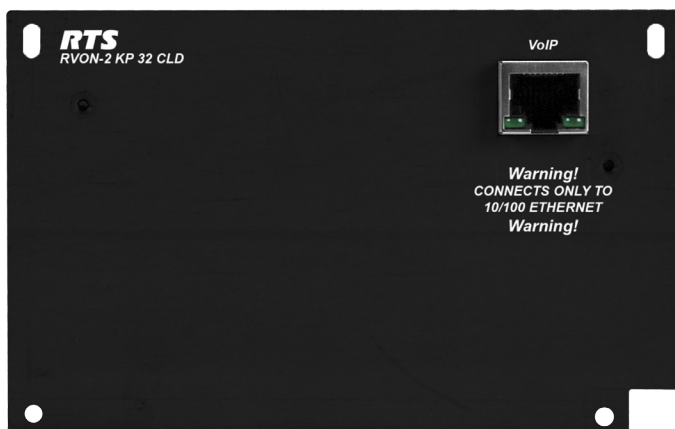 RTS
RVON-2 KP 32 CLD
VoIP
Warning!
CONNECTS ONLY TO
10/100 ETHERNET
Warning!